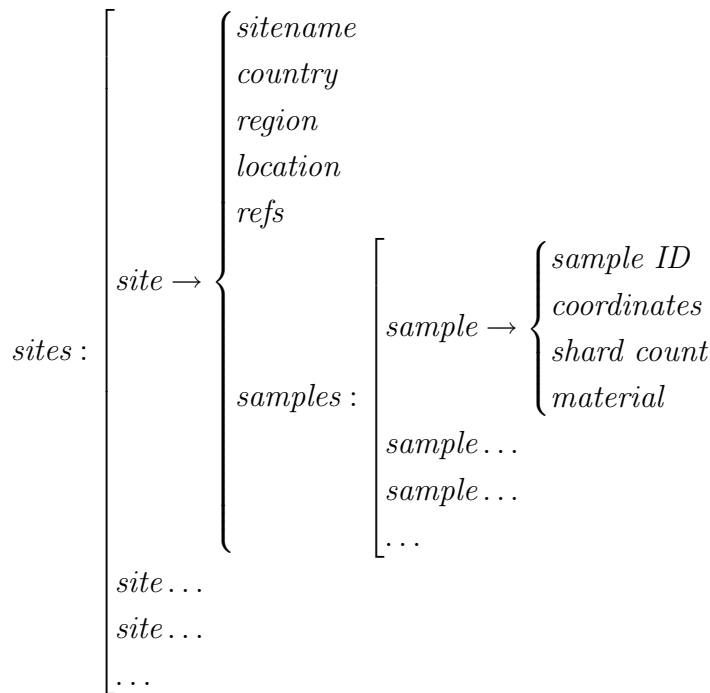 sitename
country
region
location
refs
site →
sample ID
coordinates
shard count
material
sample →
samples :
sites :
sample . . .
sample . . .
. . .
site . . .
site . . .
. . .